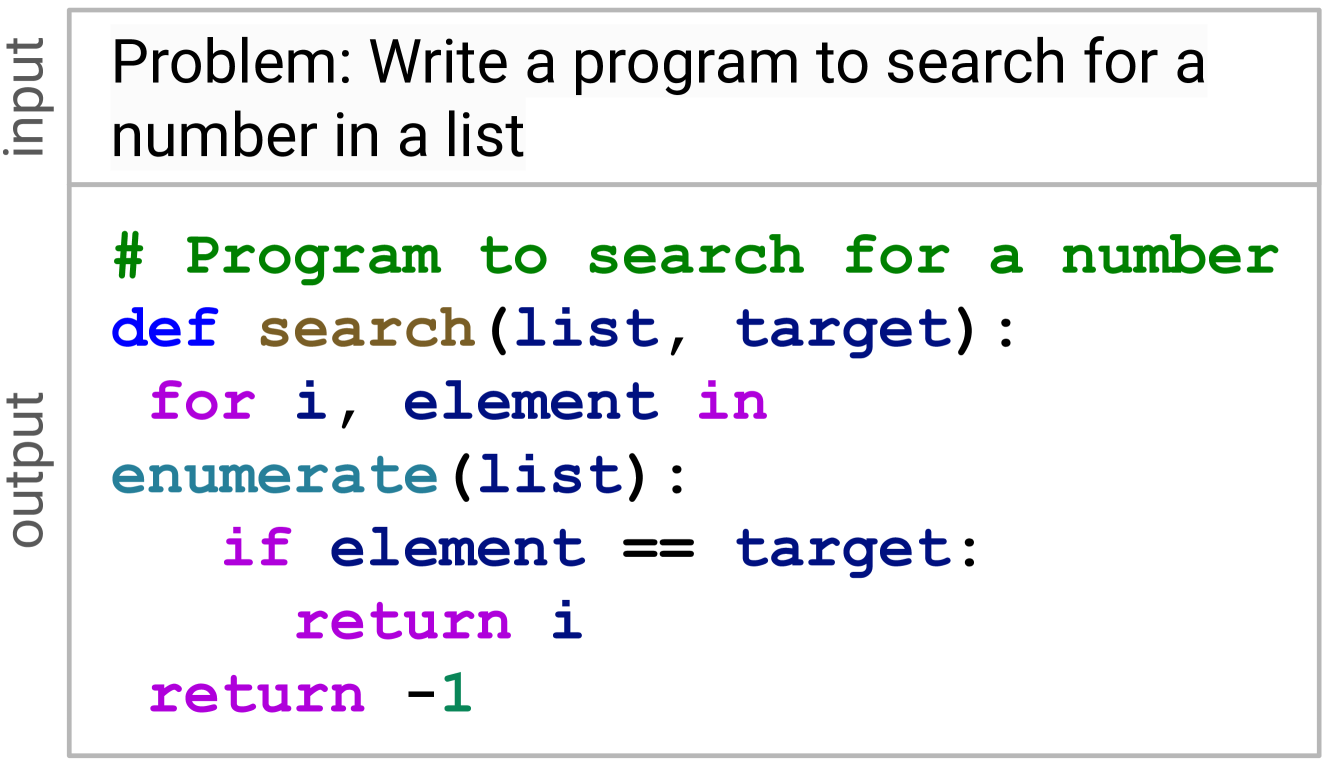 input
Problem: Write a program to search for a
number in a list
output
# Program to search for a number
def search(list, target):
 for i, element in
enumerate(list):
   if element == target:
     return i
 return -1